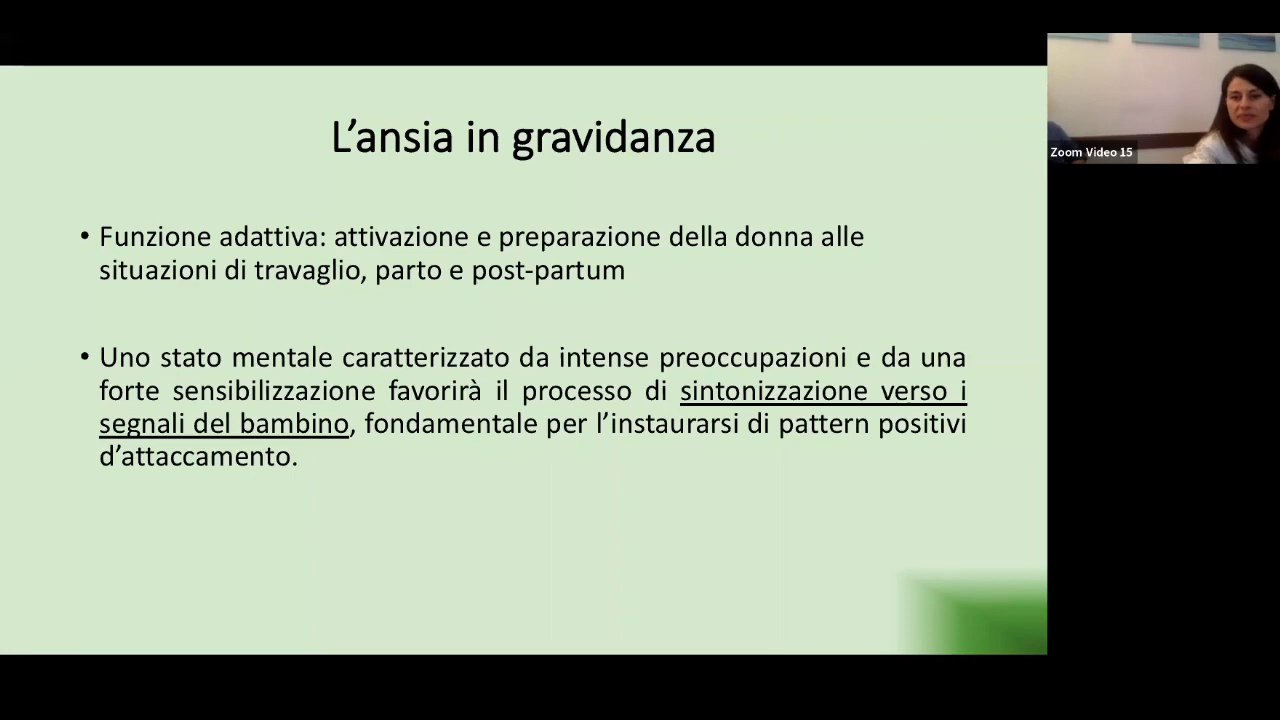 L’ansia in gravidanza
• Funzione adattiva: attivazione e preparazione della donna alle
situazioni di travaglio, parto e post-partum
• Uno stato mentale caratterizzato da intense preoccupazioni e da una
forte sensibilizzazione favorirà il processo di sintonizzazione verso i
segnali del bambino, fondamentale per l’instaurarsi di pattern positivi
d’attaccamento.
Zoom Video 15